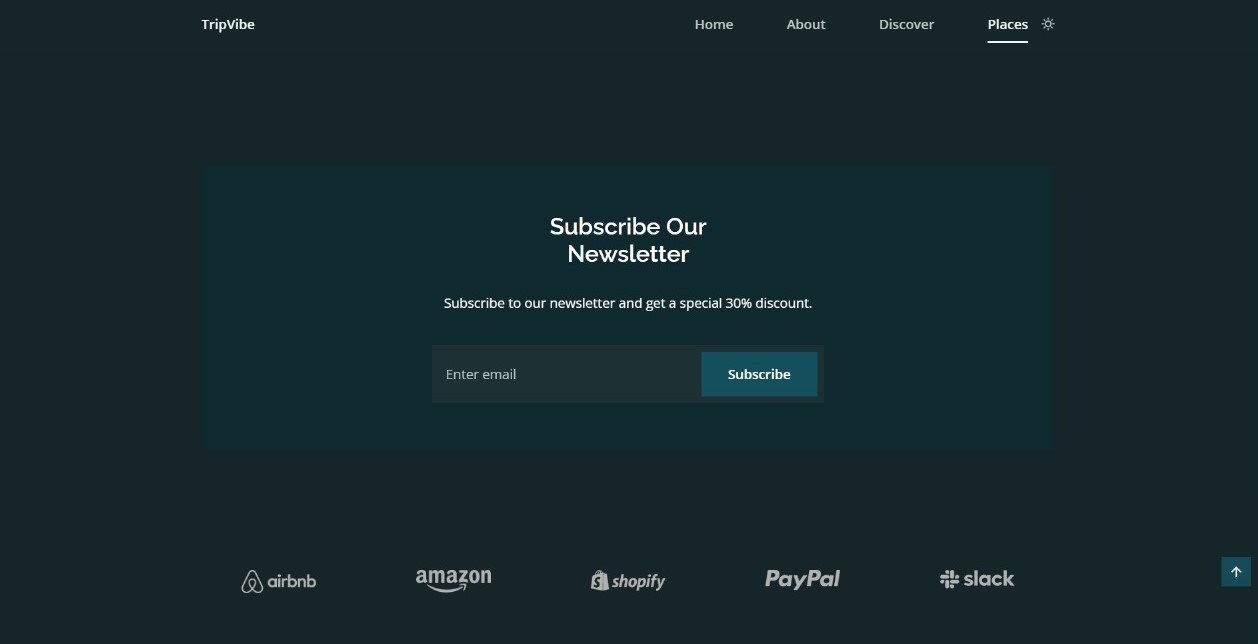 TripVibe
Home About Discover Places
Subscribe Our
Newsletter
Subscribe to our newsletter and get a special 30% discount.
Enter email
Subscribe
airbnb
amazon
shopify
PayPal
slack